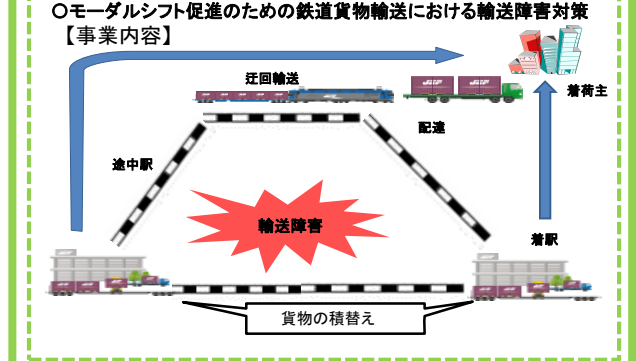 ○モーダルシフト促進のための鉄道貨物輸送における輸送障害対策
【事業内容】
迂回輸送
着荷主
配達
途中駅
輸送障害
着駅
貨物の積替え